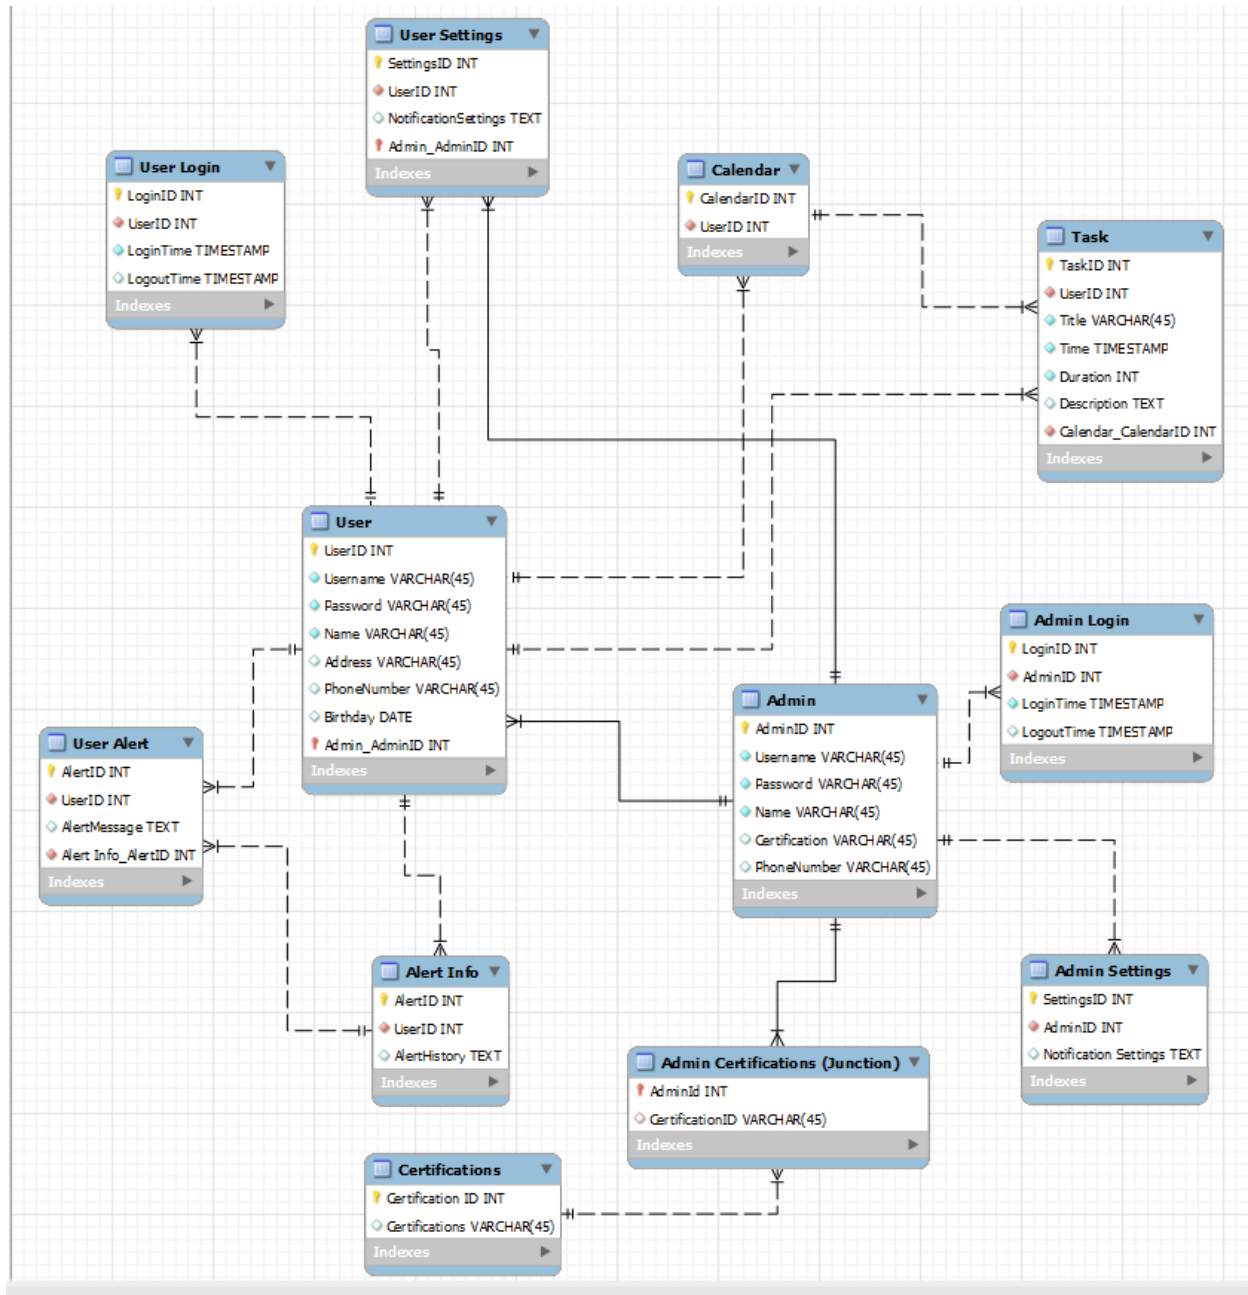 User Settings
SettingsID INT
UserID INT
NotificationSettings TEXT
Admin_AdminID INT
Indexes
User Login
LoginID INT
UserID INT
LoginTime TIMESTAMP
LogoutTime TIMESTAMP
Indexes
Calendar
CalendarID INT
UserID INT
Indexes
Task
TaskID INT
UserID INT
Title VARCHAR(45)
Time TIMESTAMP
Duration INT
Description TEXT
Calendar_CalendarID INT
Indexes
User
UserID INT
Username VARCHAR(45)
Password VARCHAR(45)
Name VARCHAR(45)
Address VARCHAR(45)
PhoneNumber VARCHAR(45)
Birthday DATE
Admin_AdminID INT
Indexes
Admin Login
LoginID INT
AdminID INT
LoginTime TIMESTAMP
LogoutTime TIMESTAMP
Indexes
Admin
AdminID INT
Username VARCHAR(45)
Password VARCHAR(45)
Name VARCHAR(45)
Certification VARCHAR(45)
PhoneNumber VARCHAR(45)
Indexes
User Alert
AlertID INT
UserID INT
AlertMessage TEXT
Alert Info_AlertID INT
Indexes
Alert Info
AlertID INT
UserID INT
AlertHistory TEXT
Indexes
Admin Settings
SettingsID INT
AdminID INT
Notification Settings TEXT
Indexes
Admin Certifications (Junction)
AdminId INT
CertificationID VARCHAR(45)
Indexes
Certifications
Certification ID INT
Certifications VARCHAR(45)
Indexes